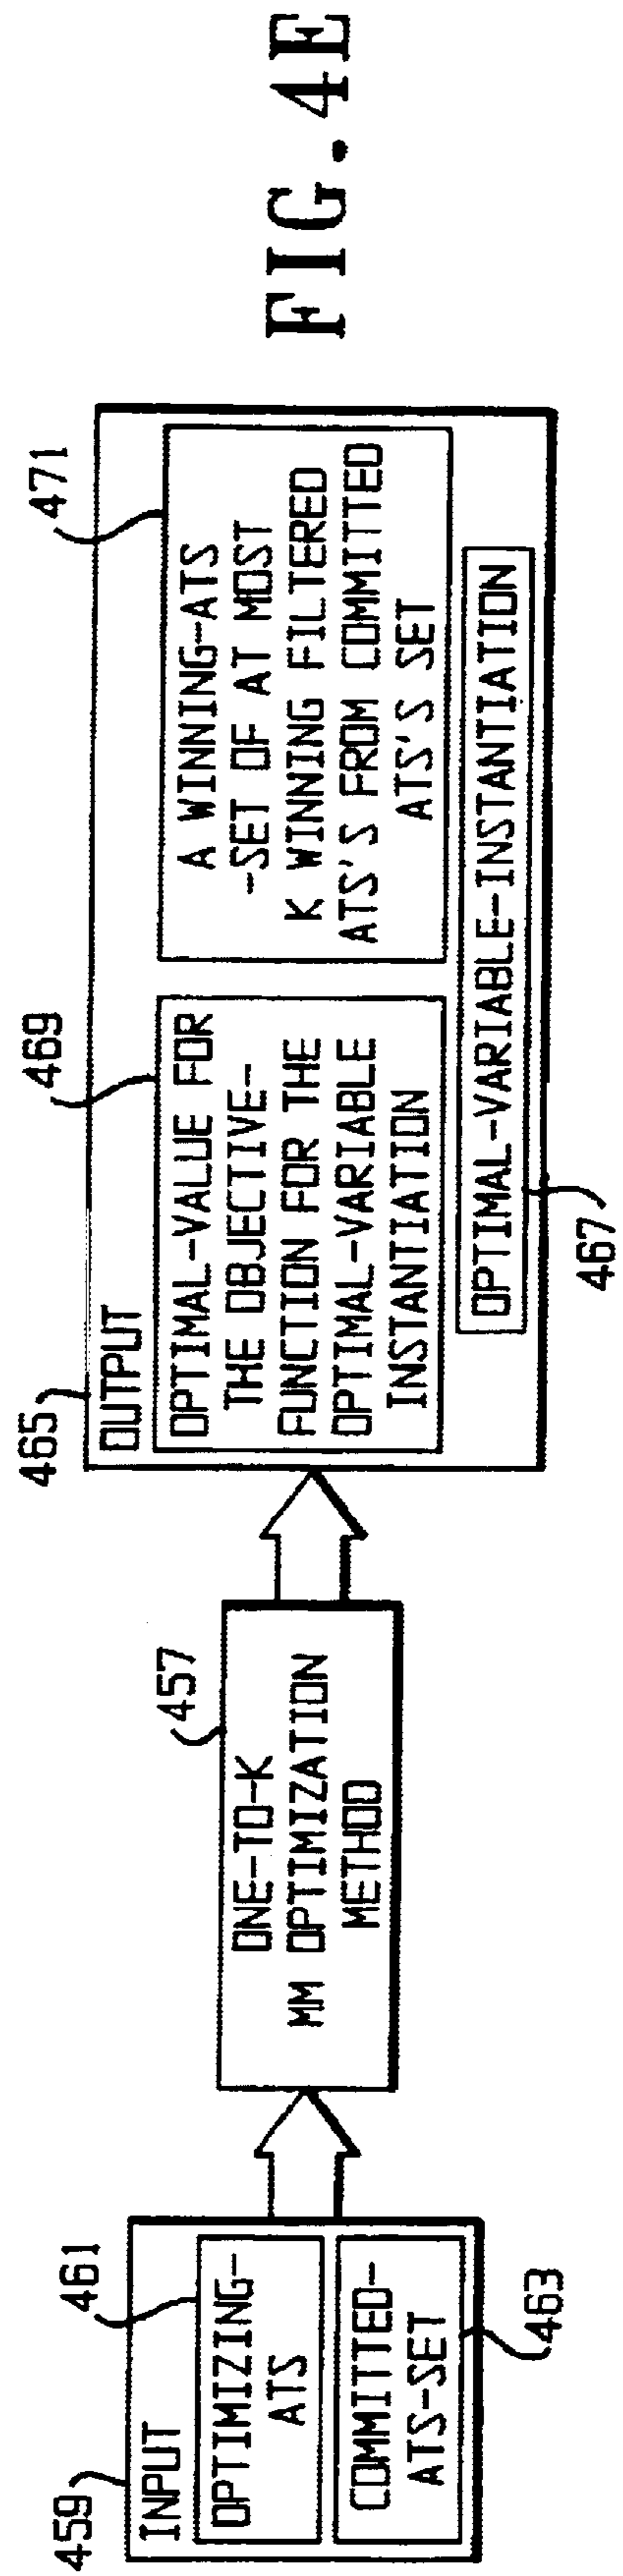 459
INPUT
461
OPTIMIZING-
ATS
COMMITTED-
ATS-SET
463
457
ONE-TO-K
MM OPTIMIZATION
METHOD
465
OUTPUT
469
OPTIMAL-VALUE FOR
THE OBJECTIVE-
FUNCTION FOR THE
OPTIMAL-VARIABLE
INSTANTIATION
471
A WINNING-ATS
-SET OF AT MOST
K WINNING FILTERED
ATS'S FROM COMMITTED
ATS'S SET
OPTIMAL-VARIABLE-INSTANTIATION
467
FIG. 4E